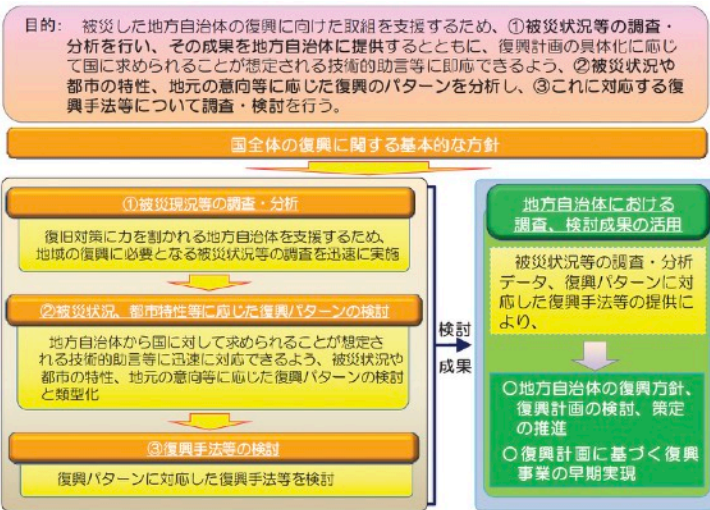 目的: 被災した地方自治体の復興に向けた取組を支援するため、①被災状況等の調査・
分析を行い、その成果を地方自治体に提供するとともに、復興計画の具体化に応じ
て国に求められることが想定される技術的助言等に即応できるよう、②被災状況や
都市の特性、地元の意向等に応じた復興のパターンを分析し、③これに対応する復
興手法等について調査・検討を行う。
国全体の復興に関する基本的な方針
①被災現況等の調査・分析
復旧対策に力を割かれる地方自治体を支援するため、
地域の復興に必要となる被災状況等の調査を迅速に実施
②被災状況、都市特性等に応じた復興パターンの検討
地方自治体から国に対して求められることが想定さ
れる技術的助言等に迅速に対応できるよう、被災状況や
都市の特性、地元の意向等に応じた復興パターンの検討
と類型化
③復興手法等の検討
復興パターンに対応した復興手法等を検討
検討
成果
地方自治体における
調査、検討成果の活用
被災状況等の調査・分析
データ、復興パターンに対
応した復興手法等の提供に
より、
○地方自治体の復興方針、
復興計画の検討、策定
の推進
○復興計画に基づく復興
事業の早期実現